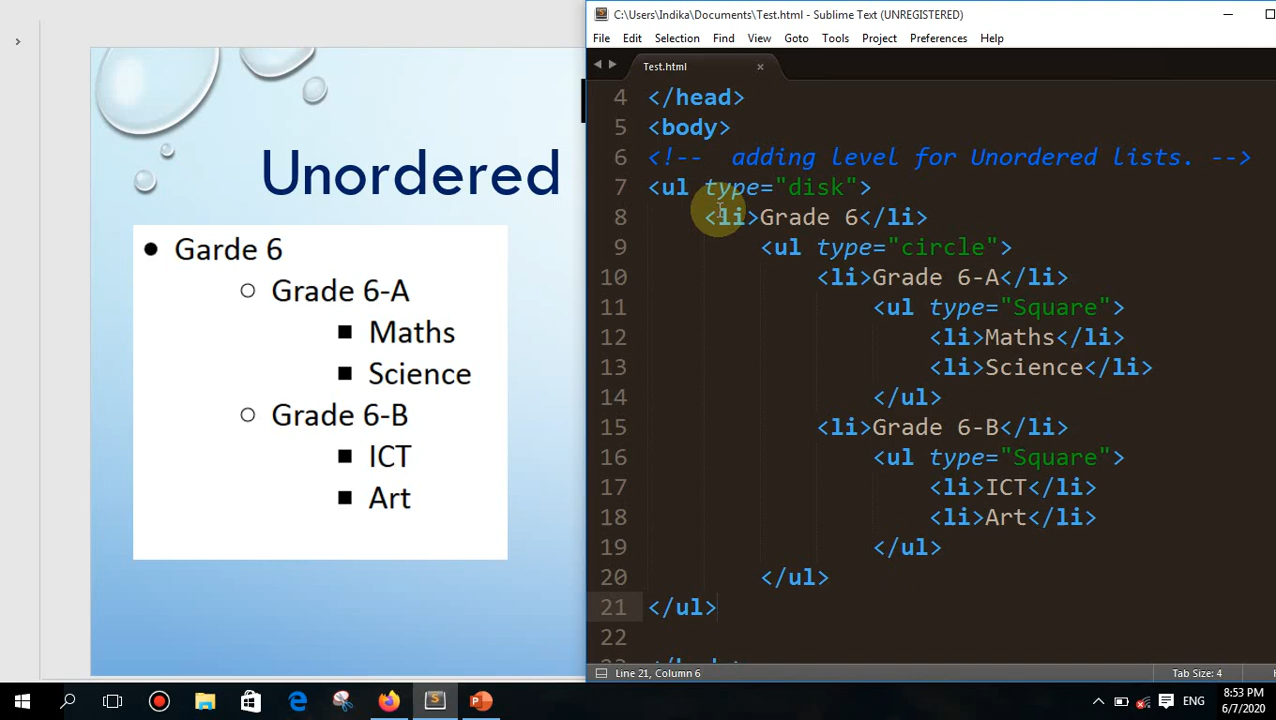 C:\Users\Indika\Documents\Test.html - Sublime Text (UNREGISTERED)
File Edit Selection Find View Goto Tools Project Preferences Help
Test.html ×
Unordered
Garde 6
Grade 6-A
Maths
Science
Grade 6-B
ICT
Art
4 </head>
5 <body>
6 <!--  adding level for Unordered lists. -->
7 <ul type="disk">
8 <li>Grade 6</li>
9 <ul type="circle">
10 <li>Grade 6-A</li>
11 <ul type="Square">
12 <li>Maths</li>
13 <li>Science</li>
14 </ul>
15 <li>Grade 6-B</li>
16 <ul type="Square">
17 <li>ICT</li>
18 <li>Art</li>
19 </ul>
20 </ul>
21 </ul>
22
Line 21, Column 6 Tab Size: 4
ENG
8:53 PM
6/7/2020